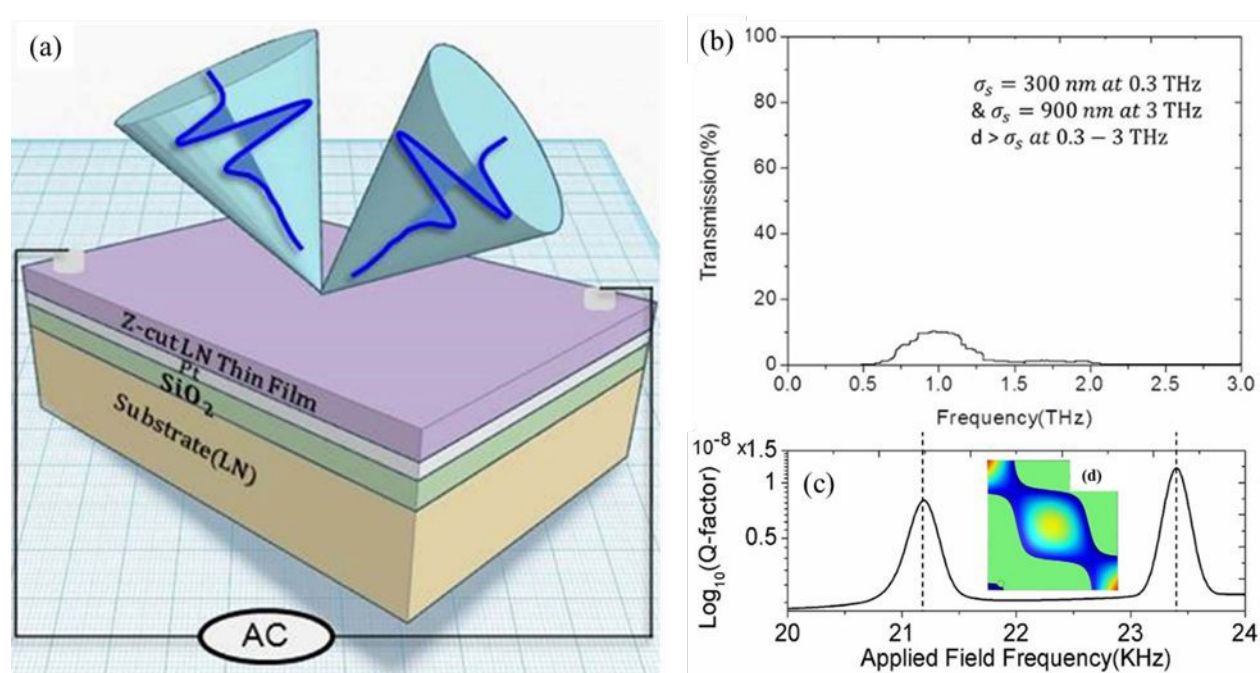 (a)
Z-cut LN Thin Film
Pt
SiO₂
Substrate(LN)
AC
(b)
Transmission(%)
100
80
60
40
20
0
σₛ = 300 nm at 0.3 THz
& σₛ = 900 nm at 3 THz
d > σₛ at 0.3 − 3 THz
0.0 0.5 1.0 1.5 2.0 2.5 3.0
Frequency(THz)
10⁻⁸ x1.5
1
0.5
Log₁₀(Q-factor)
(c)
(d)
20 21 22 23 24
Applied Field Frequency(KHz)